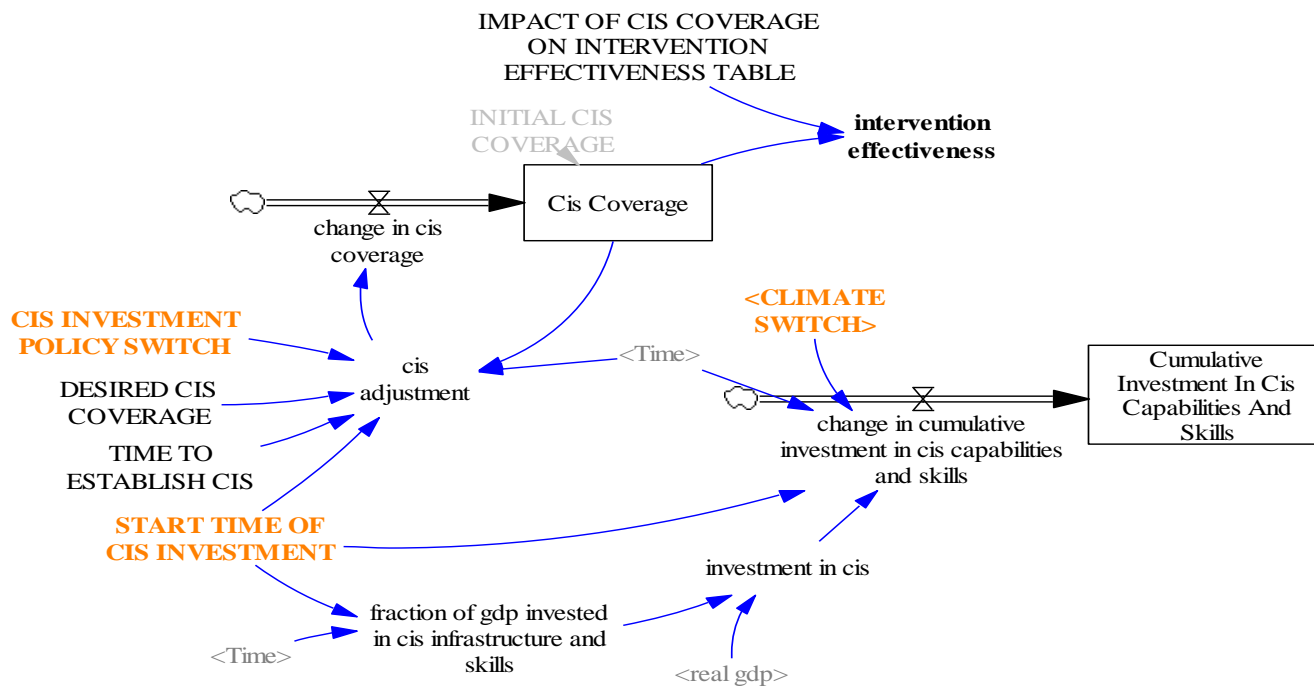 IMPACT OF CIS COVERAGE
ON INTERVENTION
EFFECTIVENESS TABLE
INITIAL CIS
COVERAGE
intervention
effectiveness
Cis Coverage
change in cis
coverage
CIS INVESTMENT
POLICY SWITCH
<CLIMATE
SWITCH>
<Time>
cis
adjustment
DESIRED CIS
COVERAGE
TIME TO
ESTABLISH CIS
Cumulative
Investment In Cis
Capabilities And
Skills
change in cumulative
investment in cis capabilities
and skills
START TIME OF
CIS INVESTMENT
investment in cis
fraction of gdp invested
in cis infrastructure and
skills
<Time>
<real gdp>